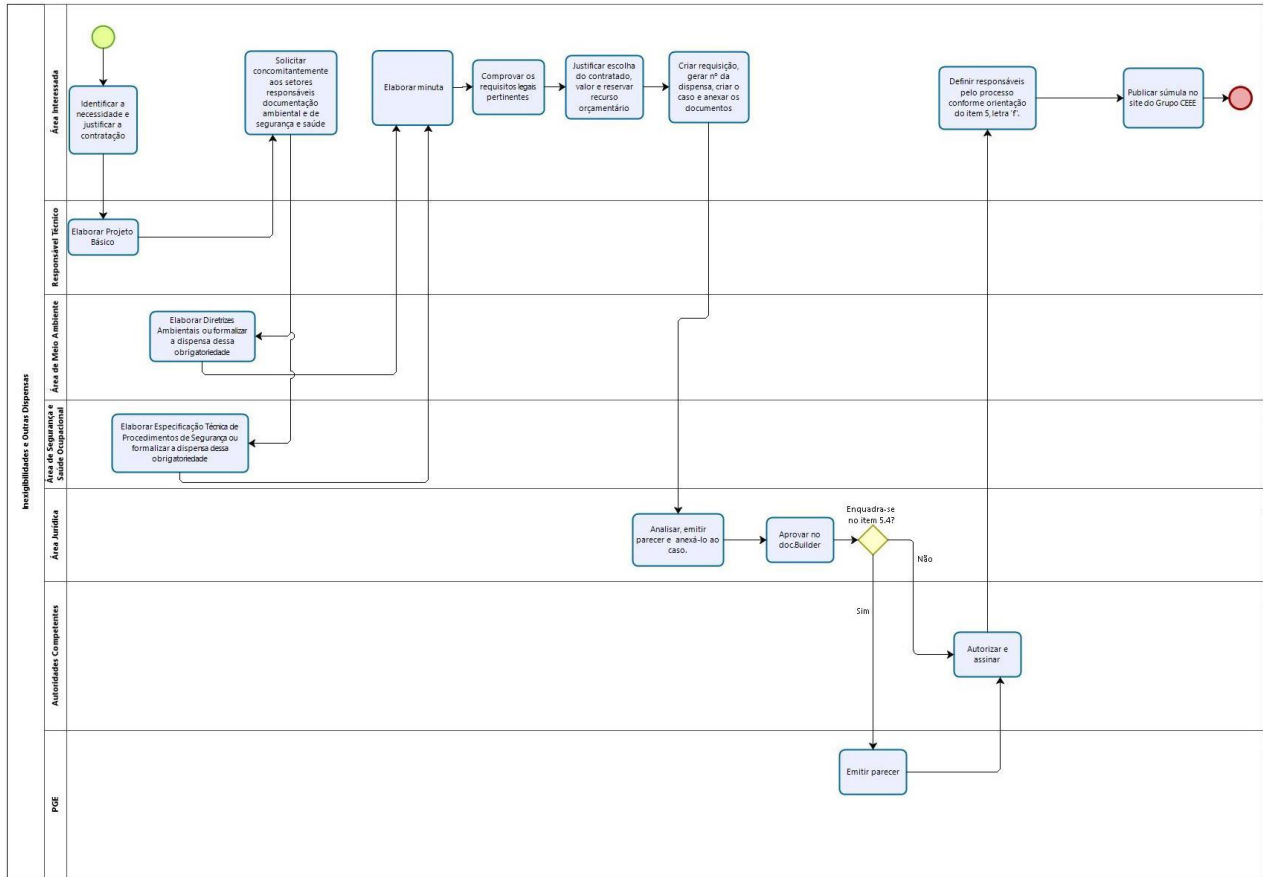 Inexigibilidades e Outras Dispensas
Área Interessada
Identificar a
necessidade e
justificar a
contratação
Solicitar
concomitantemente
aos setores
responsáveis
documentação
ambiental e de
segurança e saúde
Elaborar minuta
Comprovar os
requisitos legais
pertinentes
Justificar escolha
do contratado,
valor e reservar
recurso
orçamentário
Criar requisição,
gerar nº da
dispensa, criar o
caso e anexar os
documentos
Definir responsáveis
pelo processo
conforme orientação
do item 5, letra 'f'.
Publicar súmula no
site do Grupo CEEE
Responsável Técnico
Elaborar Projeto
Básico
Área de Meio Ambiente
Elaborar Diretrizes
Ambientais ou formalizar
a dispensa dessa
obrigatoriedade
Área de Segurança e
Saúde Ocupacional
Elaborar Especificação Técnica de
Procedimentos de Segurança ou
formalizar a dispensa dessa
obrigatoriedade
Área Jurídica
Analisar, emitir
parecer e anexá-lo ao
caso.
Aprovar no
doc.Builder
Enquadra-se
no item 5.4?
Não
Sim
Autoridades Competentes
Autorizar e
assinar
PGE
Emitir parecer